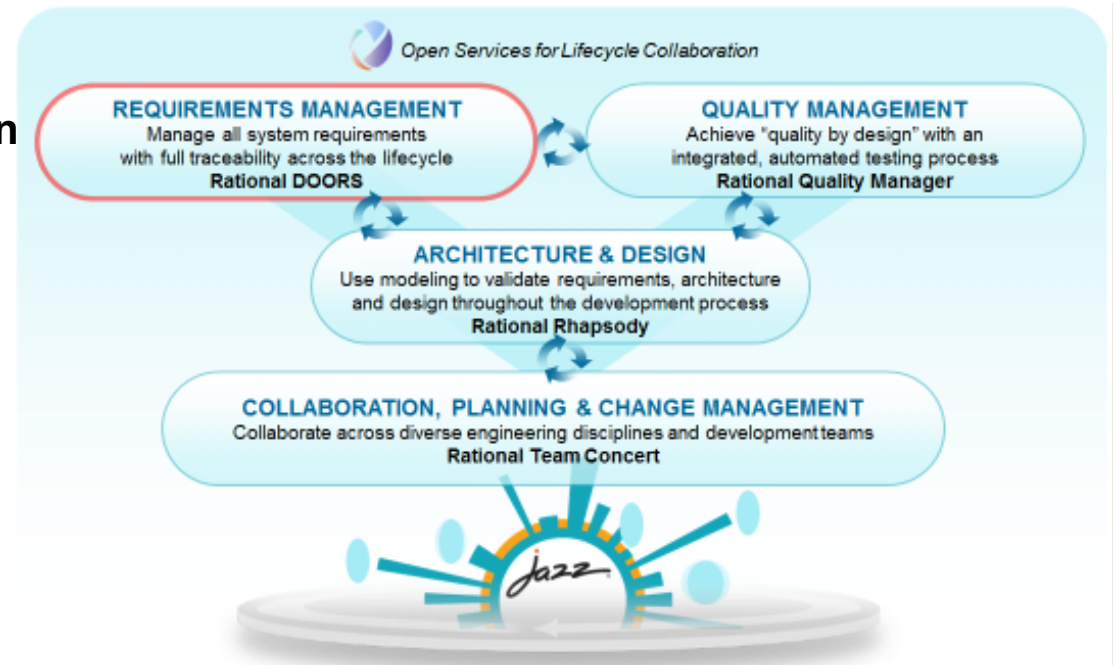 Open Services for Lifecycle Collaboration
n
REQUIREMENTS MANAGEMENT
Manage all system requirements
with full traceability across the lifecycle
Rational DOORS
QUALITY MANAGEMENT
Achieve “quality by design” with an
integrated, automated testing process
Rational Quality Manager
ARCHITECTURE & DESIGN
Use modeling to validate requirements, architecture
and design throughout the development process
Rational Rhapsody
COLLABORATION, PLANNING & CHANGE MANAGEMENT
Collaborate across diverse engineering disciplines and development teams
Rational Team Concert
jazz